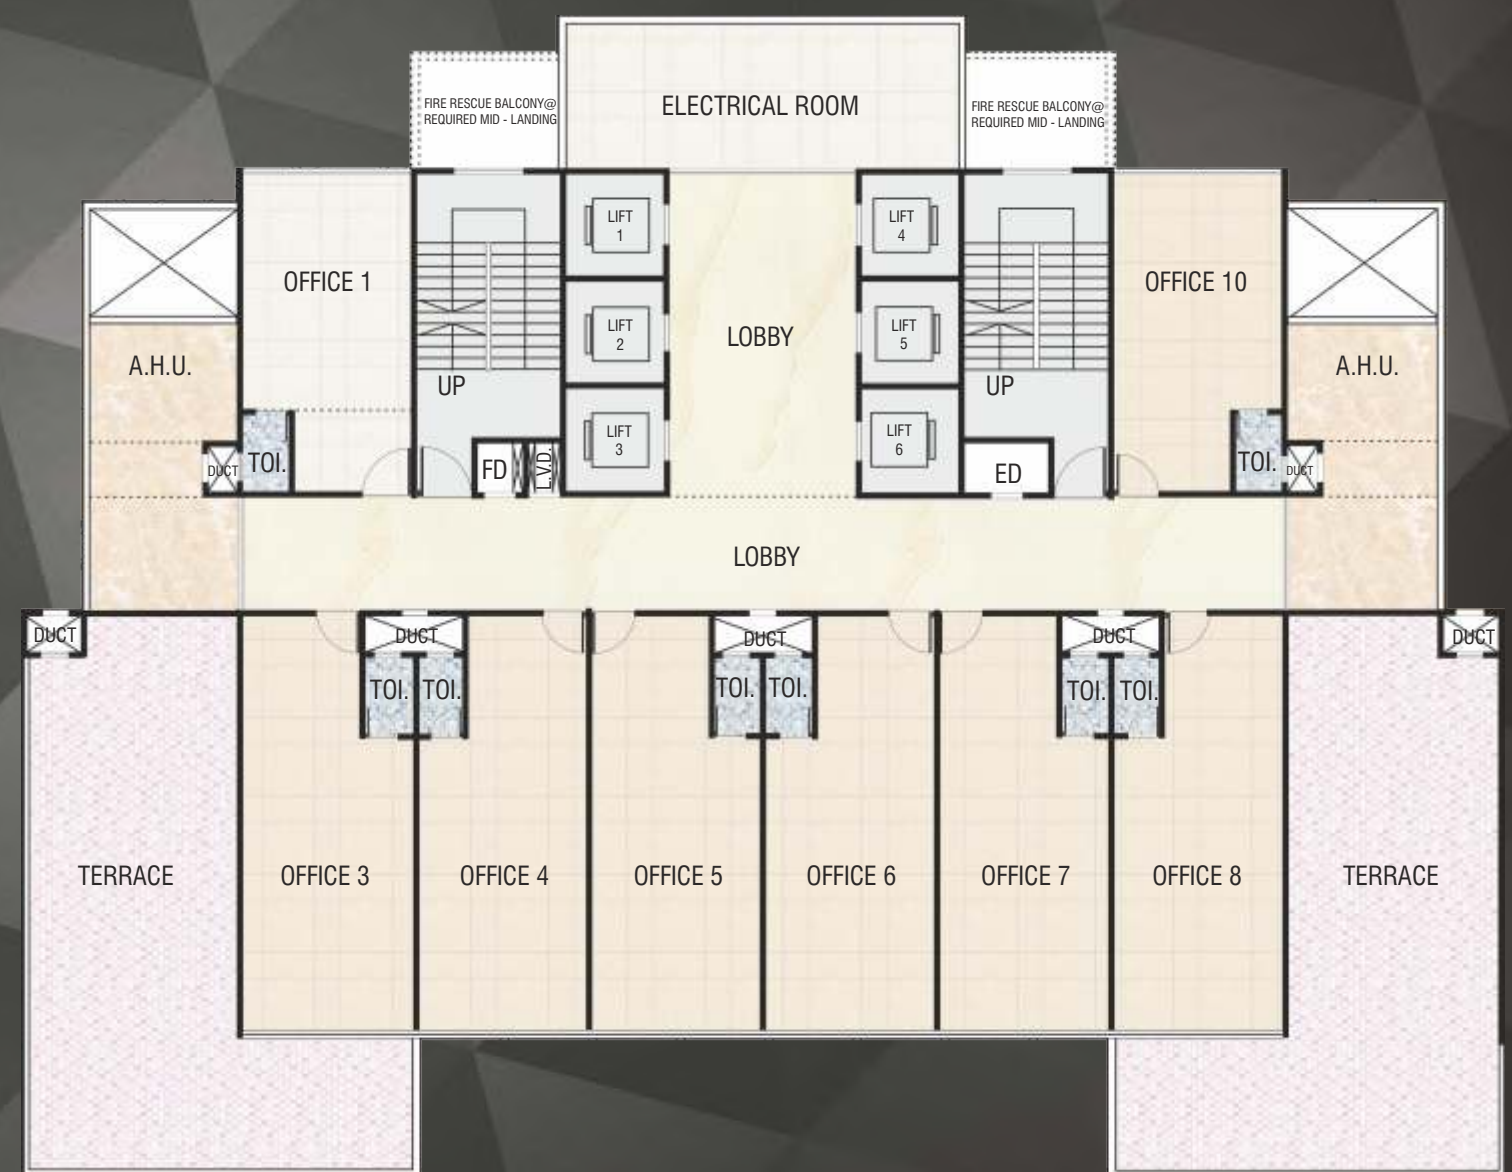 ELECTRICAL ROOM
FIRE RESCUE BALCONY@
REQUIRED MID - LANDING
FIRE RESCUE BALCONY@
REQUIRED MID - LANDING
LIFT
1
LIFT
4
OFFICE 1
OFFICE 10
LIFT
2
LOBBY
LIFT
5
A.H.U.
A.H.U.
UP
UP
LIFT
3
LIFT
6
DUCT
TOI.
FD
L.V.D.
ED
TOI.
DUCT
LOBBY
DUCT
DUCT
DUCT
DUCT
DUCT
TOI.
TOI.
TOI.
TOI.
TOI.
TOI.
TERRACE
OFFICE 3
OFFICE 4
OFFICE 5
OFFICE 6
OFFICE 7
OFFICE 8
TERRACE